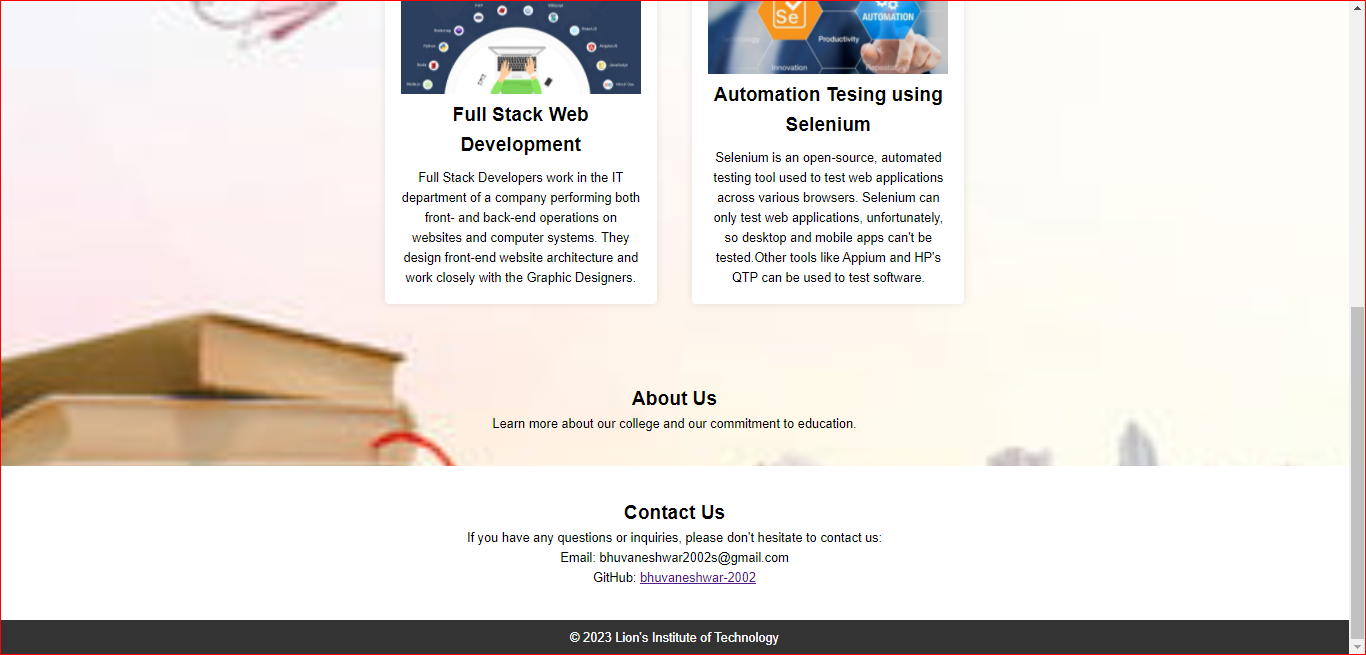 Se
AUTOMATION
Productivity
Innovation
Full Stack Web
Development
Full Stack Developers work in the IT
department of a company performing both
front- and back-end operations on
websites and computer systems. They
design front-end website architecture and
work closely with the Graphic Designers.
Automation Tesing using
Selenium
Selenium is an open-source, automated
testing tool used to test web applications
across various browsers. Selenium can
only test web applications, unfortunately,
so desktop and mobile apps can't be
tested.Other tools like Appium and HP's
QTP can be used to test software.
About Us
Learn more about our college and our commitment to education.
Contact Us
If you have any questions or inquiries, please don't hesitate to contact us:
Email: bhuvaneshwar2002s@gmail.com
GitHub: bhuvaneshwar-2002
© 2023 Lion's Institute of Technology